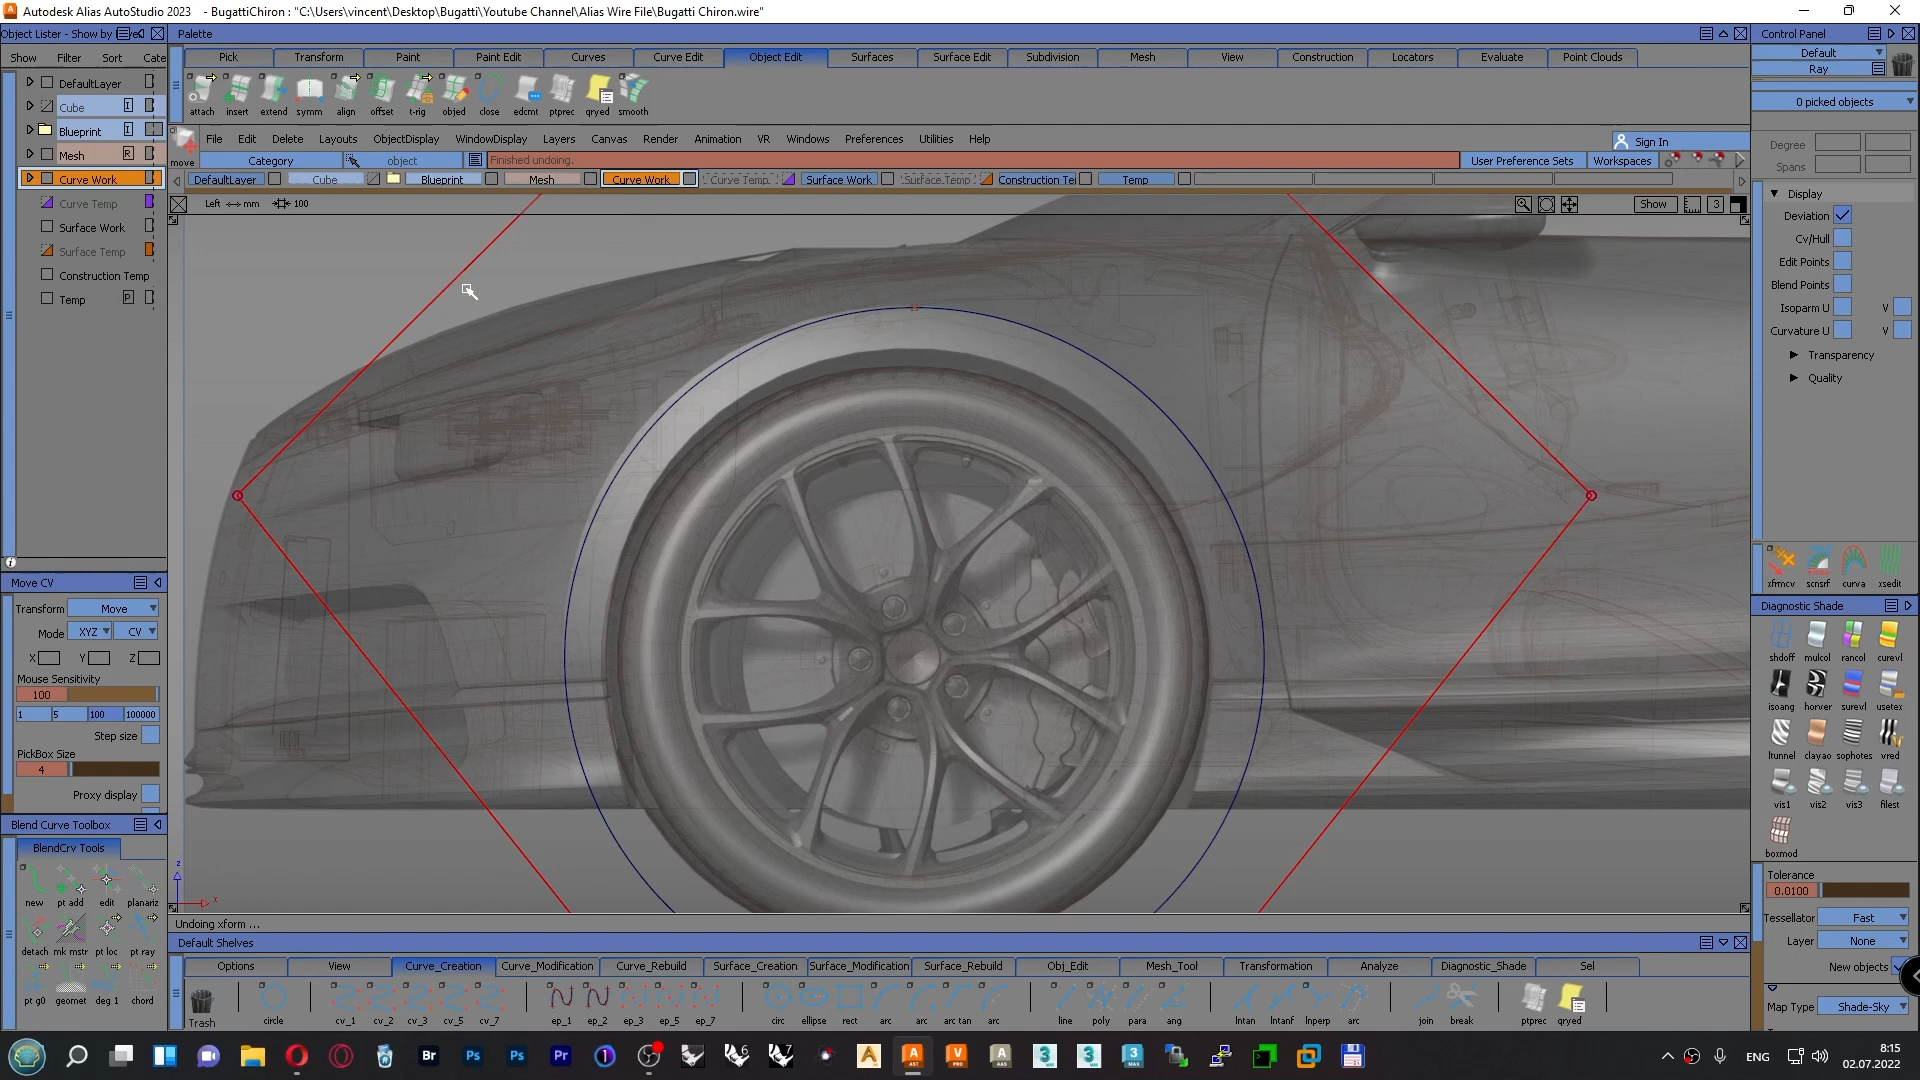 Autodesk Alias AutoStudio 2023 - BugattiChiron : "C:\Users\vincent\Desktop\Bugatti\Youtube Channel\Alias Wire File\Bugatti Chiron.wire"
Object Lister - Show by
Palette
Control Panel
Show Filter Sort Cate
Pick Transform Paint Paint Edit Curves Curve Edit Object Edit Surfaces Surface Edit Subdivision Mesh View Construction Locators Evaluate Point Clouds
Default
Ray
attach insert extend symm align offset t-rig objed close edcmt ptprec qryed smooth
0 picked objects
DefaultLayer
Cube I
Blueprint I
Mesh R
Curve Work
Curve Temp
Surface Work
Surface Temp
Construction Temp
Temp P
File Edit Delete Layouts ObjectDisplay WindowDisplay Layers Canvas Render Animation VR Windows Preferences Utilities Help
Sign In
move
Category object Finished undoing. User Preference Sets Workspaces
DefaultLayer Cube Blueprint Mesh Curve Work Curve Temp Surface Work Surface Temp Construction Te Temp
Left mm 100
Show 3
Degree
Spans
Display
Deviation
Cv/Hull
Edit Points
Blend Points
Isoparm U V
Curvature U V
Transparency
Quality
xfrmcv scnsrf curva xsedit
Diagnostic Shade
shdoff mulcol rancol curevl
isoang horver surevl usetex
ltunnel clayao sophotes vred
vis1 vis2 vis3 filest
boxmod
Tolerance
0.0100
Tessellator Fast
Layer None
New objects
Map Type Shade-Sky
Move CV
Transform Move
Mode XYZ CV
X Y Z
Mouse Sensitivity
100
1 5 100 100000
Step size
PickBox Size
4
Proxy display
Blend Curve Toolbox
BlendCrv Tools
new pt add edit planariz
detach mk mstr pt loc pt ray
pt g0 geomet deg 1 chord
z
x
Undoing xform ...
Default Shelves
Options View Curve_Creation Curve_Modification Curve_Rebuild Surface_Creation Surface_Modification Surface_Rebuild Obj_Edit Mesh_Tool Transformation Analyze Diagnostic_Shade Sel
Trash circle cv_1 cv_2 cv_3 cv_5 cv_7 ep_1 ep_2 ep_3 ep_5 ep_7 circ ellipse rect arc arc arc tan arc line poly para ang lntan lntanf lnperp arc join break ptprec qryed
Br Ps Ps Pr
ENG
8:15
02.07.2022